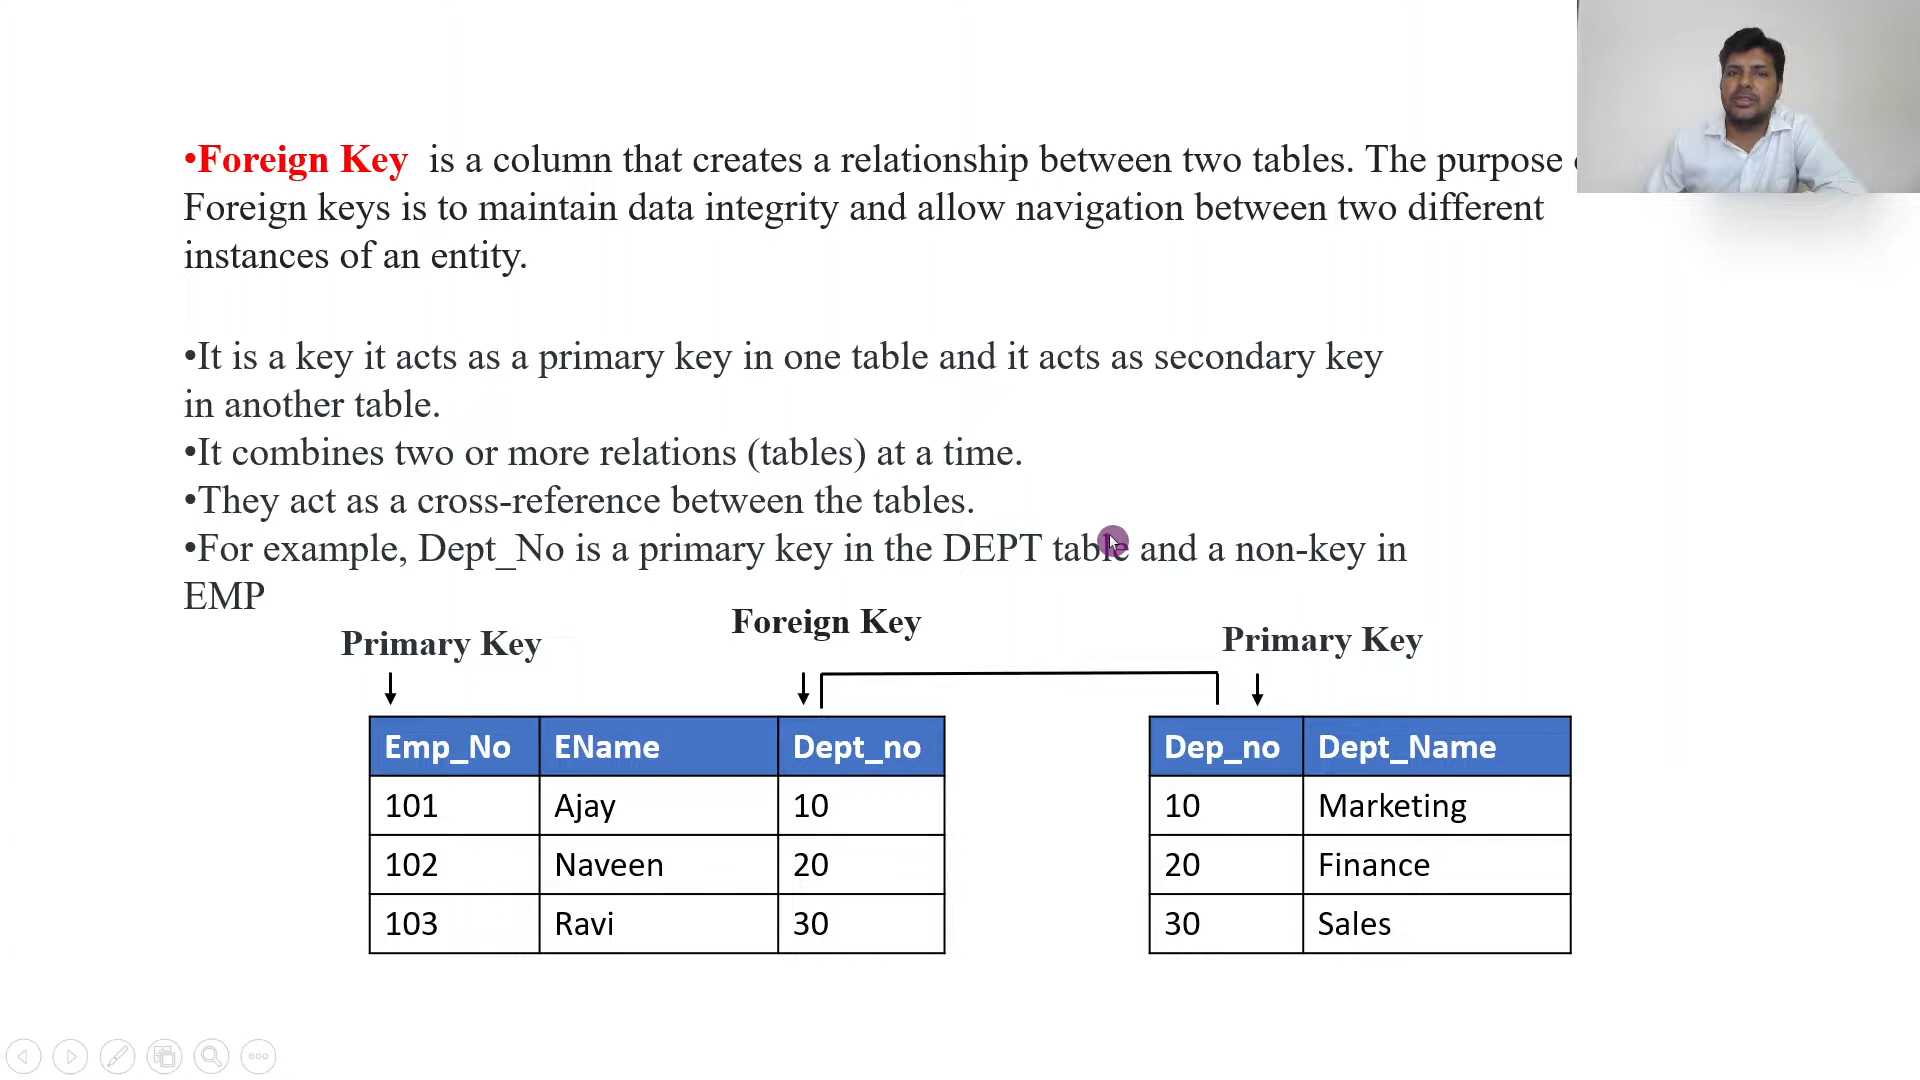 •Foreign Key is a column that creates a relationship between two tables. The purpose
Foreign keys is to maintain data integrity and allow navigation between two different
instances of an entity.
•It is a key it acts as a primary key in one table and it acts as secondary key
in another table.
•It combines two or more relations (tables) at a time.
•They act as a cross-reference between the tables.
•For example, Dept_No is a primary key in the DEPT table and a non-key in
EMP
Primary Key Foreign Key Primary Key
Emp_No EName Dept_no Dep_no Dept_Name
101 Ajay 10 10 Marketing
102 Naveen 20 20 Finance
103 Ravi 30 30 Sales